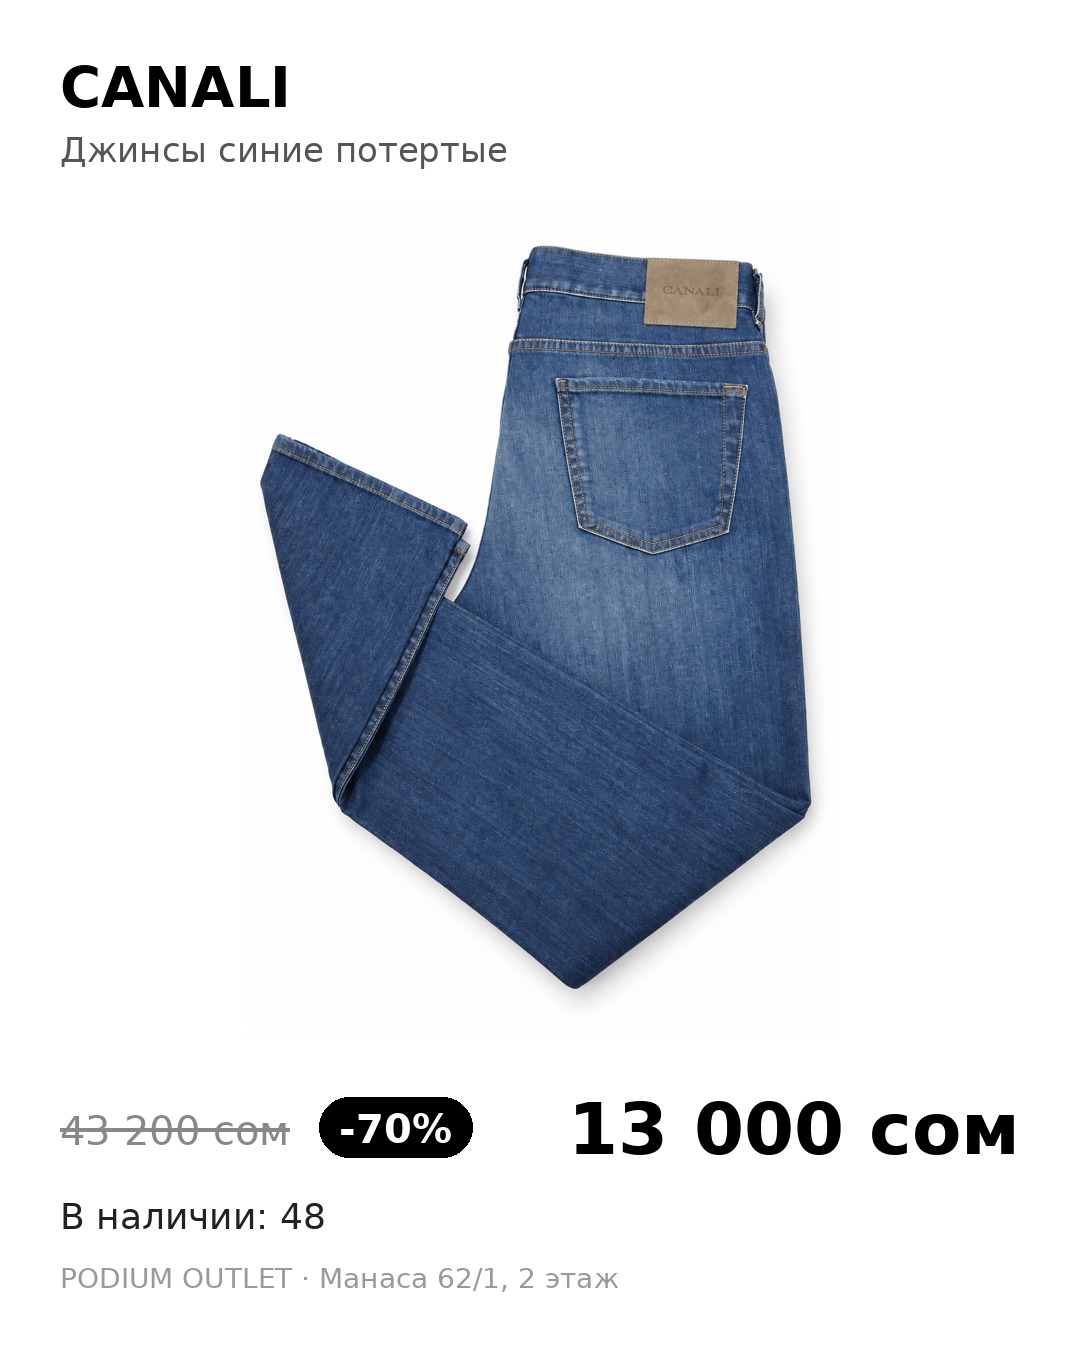 CANALI
Джинсы синие потертые
CANALI
43 200 сом -70% 13 000 сом
В наличии: 48
PODIUM OUTLET · Манаса 62/1, 2 этаж